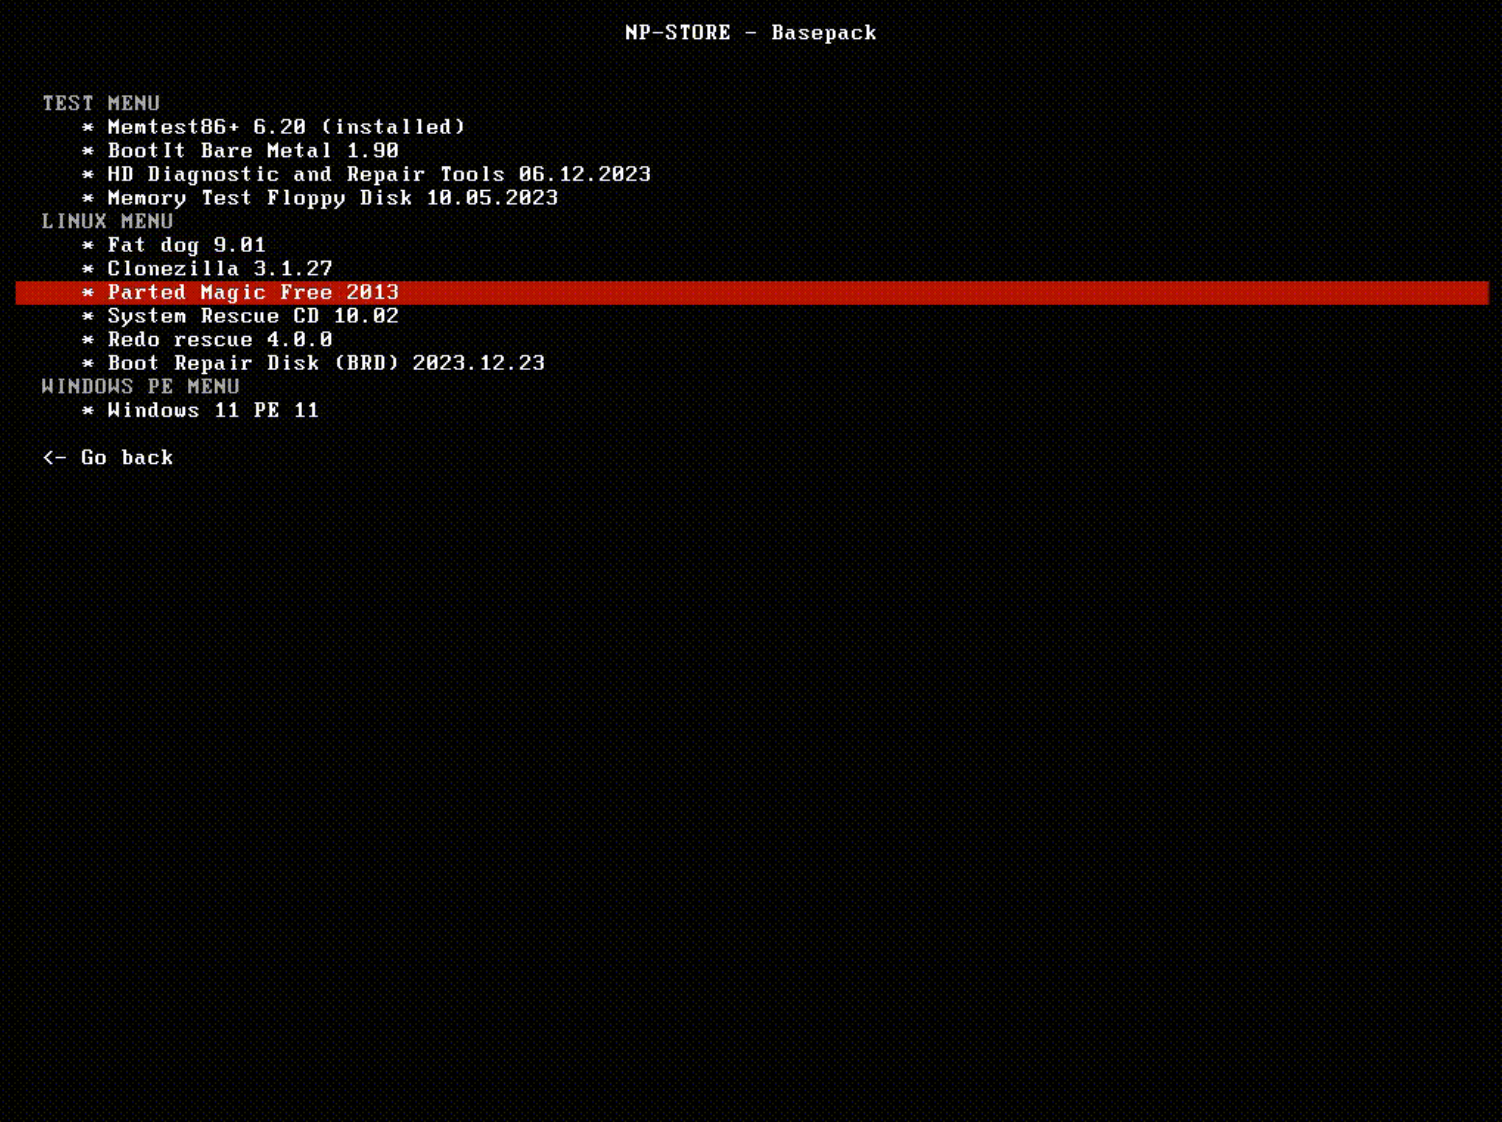 NP-STORE - Basepack
TEST MENU
* Memtest86+ 6.20 (installed)
* BootIt Bare Metal 1.90
* HD Diagnostic and Repair Tools 06.12.2023
* Memory Test Floppy Disk 10.05.2023
LINUX MENU
* Fat dog 9.01
* Clonezilla 3.1.27
* Parted Magic Free 2013
* System Rescue CD 10.02
* Redo rescue 4.0.0
* Boot Repair Disk (BRD) 2023.12.23
WINDOWS PE MENU
* Windows 11 PE 11
<- Go back